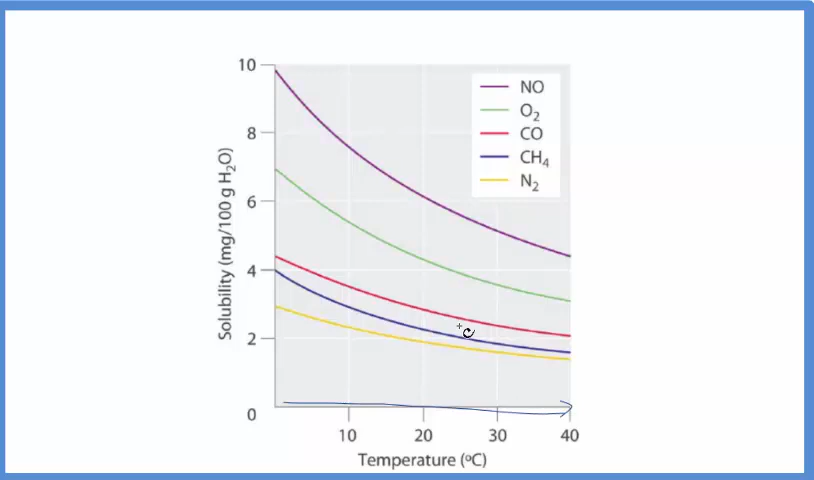 10
8
6
4
2
0
Solubility (mg/100 g H₂O)
NO
O₂
CO
CH₄
N₂
10 20 30 40
Temperature (ºC)